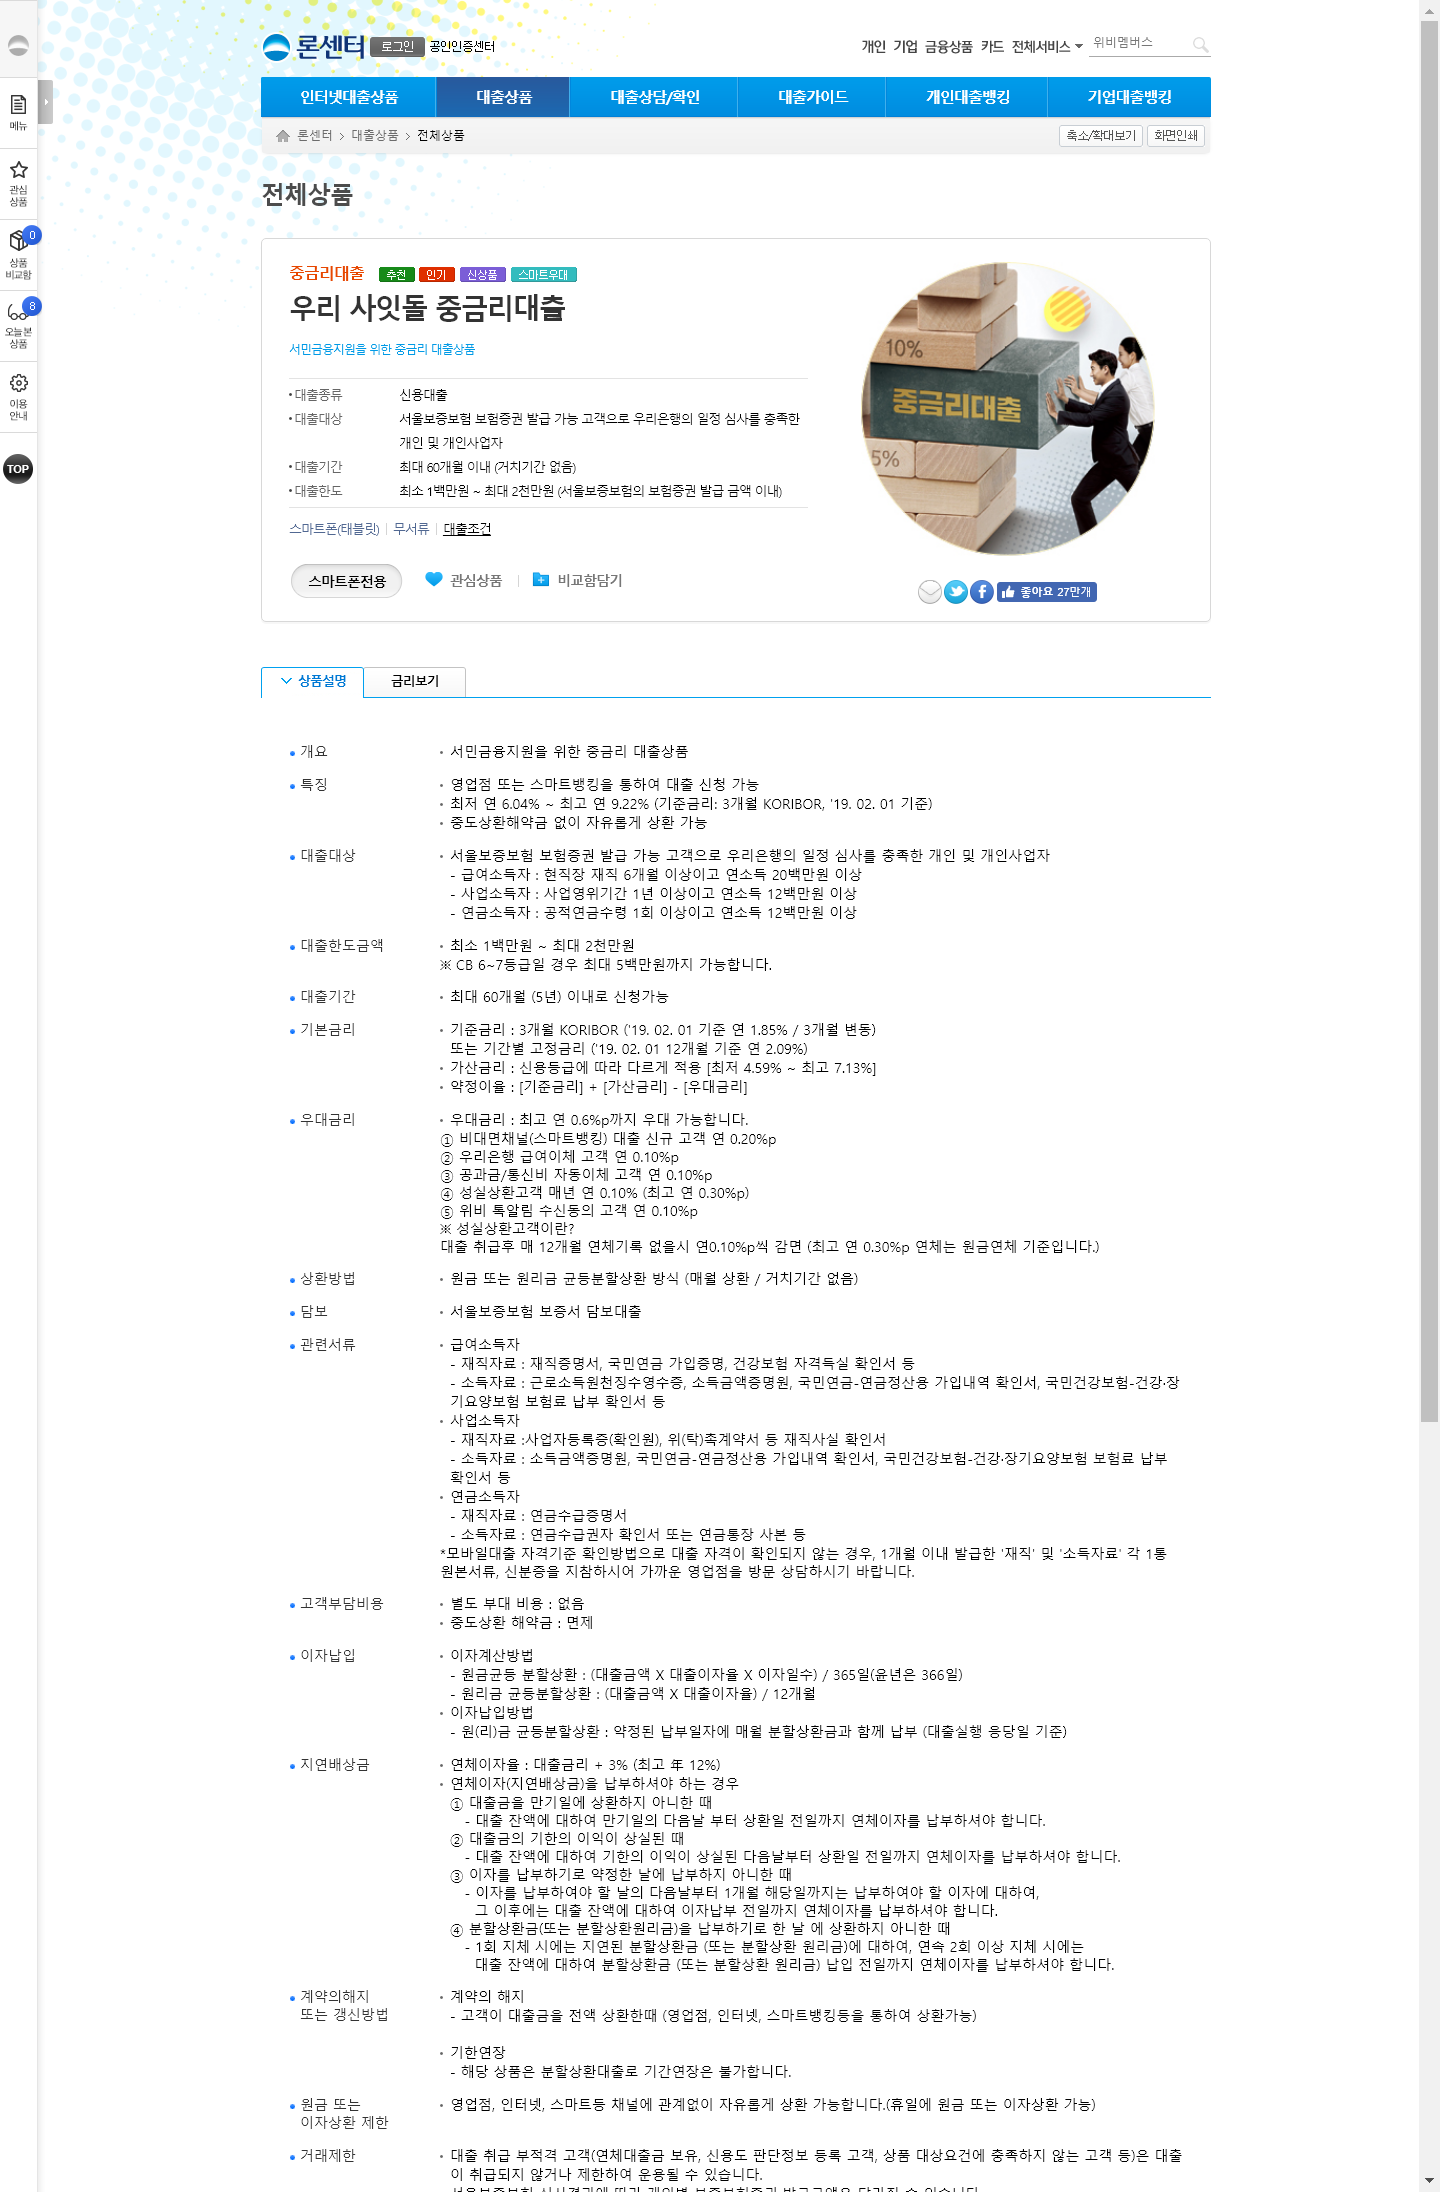 론센터 로그인 공인인증센터
개인 기업 금융상품 카드 전체서비스 위비멤버스
인터넷대출상품 대출상품 대출상담/확인 대출가이드 개인대출뱅킹 기업대출뱅킹
론센터 > 대출상품 > 전체상품
축소/확대보기 화면인쇄
메뉴
관심
상품
0
상품
비교함
8
오늘본
상품
이용
안내
TOP
전체상품
중금리대출 추천 인기 신상품 스마트우대
우리 사잇돌 중금리대출
서민금융지원을 위한 중금리 대출상품
• 대출종류 신용대출
• 대출대상 서울보증보험 보험증권 발급 가능 고객으로 우리은행의 일정 심사를 충족한
개인 및 개인사업자
• 대출기간 최대 60개월 이내 (거치기간 없음)
• 대출한도 최소 1백만원 ~ 최대 2천만원 (서울보증보험의 보험증권 발급 금액 이내)
스마트폰(태블릿) | 무서류 | 대출조건
스마트폰전용 관심상품 | 비교함담기
10%
중금리대출
5%
좋아요 27만개
상품설명 금리보기
개요 • 서민금융지원을 위한 중금리 대출상품
특징 • 영업점 또는 스마트뱅킹을 통하여 대출 신청 가능
• 최저 연 6.04% ~ 최고 연 9.22% (기준금리: 3개월 KORIBOR, '19. 02. 01 기준)
• 중도상환해약금 없이 자유롭게 상환 가능
대출대상 • 서울보증보험 보험증권 발급 가능 고객으로 우리은행의 일정 심사를 충족한 개인 및 개인사업자
- 급여소득자 : 현직장 재직 6개월 이상이고 연소득 20백만원 이상
- 사업소득자 : 사업영위기간 1년 이상이고 연소득 12백만원 이상
- 연금소득자 : 공적연금수령 1회 이상이고 연소득 12백만원 이상
대출한도금액 • 최소 1백만원 ~ 최대 2천만원
※ CB 6~7등급일 경우 최대 5백만원까지 가능합니다.
대출기간 • 최대 60개월 (5년) 이내로 신청가능
기본금리 • 기준금리 : 3개월 KORIBOR ('19. 02. 01 기준 연 1.85% / 3개월 변동)
또는 기간별 고정금리 ('19. 02. 01 12개월 기준 연 2.09%)
• 가산금리 : 신용등급에 따라 다르게 적용 [최저 4.59% ~ 최고 7.13%]
• 약정이율 : [기준금리] + [가산금리] - [우대금리]
우대금리 • 우대금리 : 최고 연 0.6%p까지 우대 가능합니다.
① 비대면채널(스마트뱅킹) 대출 신규 고객 연 0.20%p
② 우리은행 급여이체 고객 연 0.10%p
③ 공과금/통신비 자동이체 고객 연 0.10%p
④ 성실상환고객 매년 연 0.10% (최고 연 0.30%p)
⑤ 위비 톡알림 수신동의 고객 연 0.10%p
※ 성실상환고객이란?
대출 취급후 매 12개월 연체기록 없을시 연0.10%p씩 감면 (최고 연 0.30%p 연체는 원금연체 기준입니다.)
상환방법 • 원금 또는 원리금 균등분할상환 방식 (매월 상환 / 거치기간 없음)
담보 • 서울보증보험 보증서 담보대출
관련서류 • 급여소득자
- 재직자료 : 재직증명서, 국민연금 가입증명, 건강보험 자격득실 확인서 등
- 소득자료 : 근로소득원천징수영수증, 소득금액증명원, 국민연금-연금정산용 가입내역 확인서, 국민건강보험-건강·장
기요양보험 보험료 납부 확인서 등
• 사업소득자
- 재직자료 :사업자등록증(확인원), 위(탁)촉계약서 등 재직사실 확인서
- 소득자료 : 소득금액증명원, 국민연금-연금정산용 가입내역 확인서, 국민건강보험-건강·장기요양보험 보험료 납부
확인서 등
• 연금소득자
- 재직자료 : 연금수급증명서
- 소득자료 : 연금수급권자 확인서 또는 연금통장 사본 등
*모바일대출 자격기준 확인방법으로 대출 자격이 확인되지 않는 경우, 1개월 이내 발급한 '재직' 및 '소득자료' 각 1통
원본서류, 신분증을 지참하시어 가까운 영업점을 방문 상담하시기 바랍니다.
고객부담비용 • 별도 부대 비용 : 없음
• 중도상환 해약금 : 면제
이자납입 • 이자계산방법
- 원금균등 분할상환 : (대출금액 X 대출이자율 X 이자일수) / 365일(윤년은 366일)
- 원리금 균등분할상환 : (대출금액 X 대출이자율) / 12개월
• 이자납입방법
- 원(리)금 균등분할상환 : 약정된 납부일자에 매월 분할상환금과 함께 납부 (대출실행 응당일 기준)
지연배상금 • 연체이자율 : 대출금리 + 3% (최고 年 12%)
• 연체이자(지연배상금)을 납부하셔야 하는 경우
① 대출금을 만기일에 상환하지 아니한 때
- 대출 잔액에 대하여 만기일의 다음날 부터 상환일 전일까지 연체이자를 납부하셔야 합니다.
② 대출금의 기한의 이익이 상실된 때
- 대출 잔액에 대하여 기한의 이익이 상실된 다음날부터 상환일 전일까지 연체이자를 납부하셔야 합니다.
③ 이자를 납부하기로 약정한 날에 납부하지 아니한 때
- 이자를 납부하여야 할 날의 다음날부터 1개월 해당일까지는 납부하여야 할 이자에 대하여,
그 이후에는 대출 잔액에 대하여 이자납부 전일까지 연체이자를 납부하셔야 합니다.
④ 분할상환금(또는 분할상환원리금)을 납부하기로 한 날 에 상환하지 아니한 때
- 1회 지체 시에는 지연된 분할상환금 (또는 분할상환 원리금)에 대하여, 연속 2회 이상 지체 시에는
대출 잔액에 대하여 분할상환금 (또는 분할상환 원리금) 납입 전일까지 연체이자를 납부하셔야 합니다.
계약의해지 • 계약의 해지
또는 갱신방법 - 고객이 대출금을 전액 상환한때 (영업점, 인터넷, 스마트뱅킹등을 통하여 상환가능)
• 기한연장
- 해당 상품은 분할상환대출로 기간연장은 불가합니다.
원금 또는 • 영업점, 인터넷, 스마트등 채널에 관계없이 자유롭게 상환 가능합니다.(휴일에 원금 또는 이자상환 가능)
이자상환 제한
거래제한 • 대출 취급 부적격 고객(연체대출금 보유, 신용도 판단정보 등록 고객, 상품 대상요건에 충족하지 않는 고객 등)은 대출
이 취급되지 않거나 제한하여 운용될 수 있습니다.